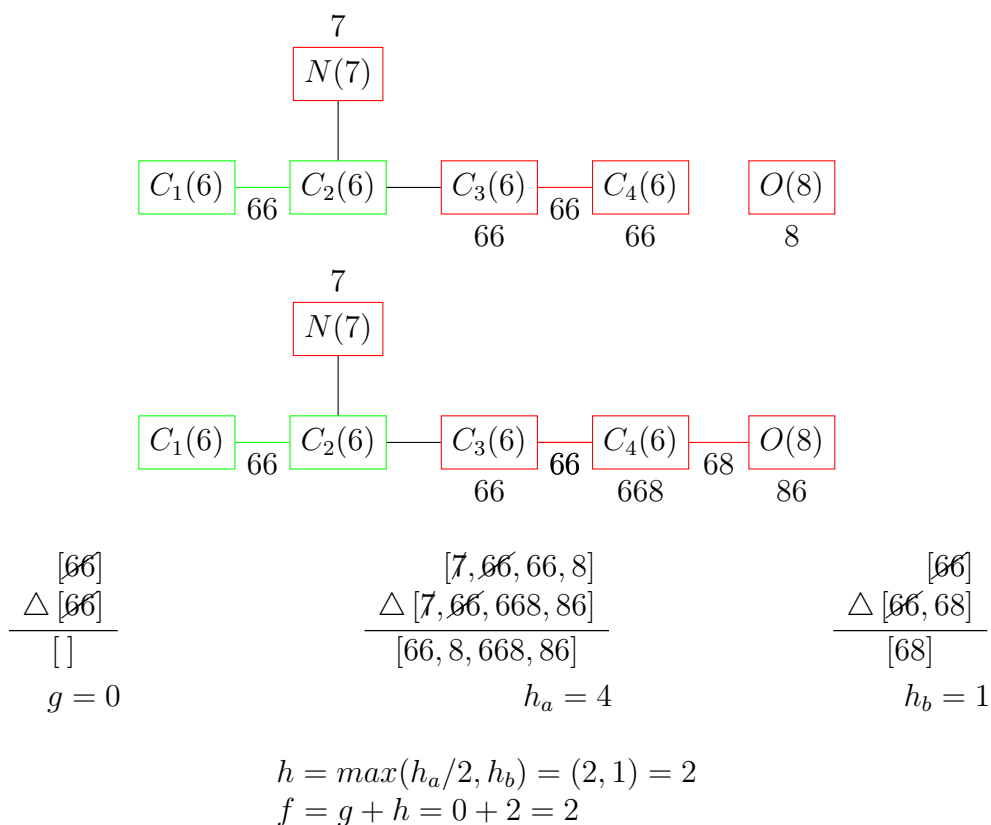 7
N(7)
C₁(6) C₂(6) C₃(6) C₄(6) O(8)
66 66
66 66 8
7
N(7)
C₁(6) C₂(6) C₃(6) C₄(6) O(8)
66 66 68
66 668 86
[66] [7, 66, 66, 8] [66]
△ [66] △ [7, 66, 668, 86] △ [66, 68]
[ ] [66, 8, 668, 86] [68]
g = 0 hₐ = 4 h_b = 1
h = max(hₐ/2, h_b) = (2, 1) = 2
f = g + h = 0 + 2 = 2